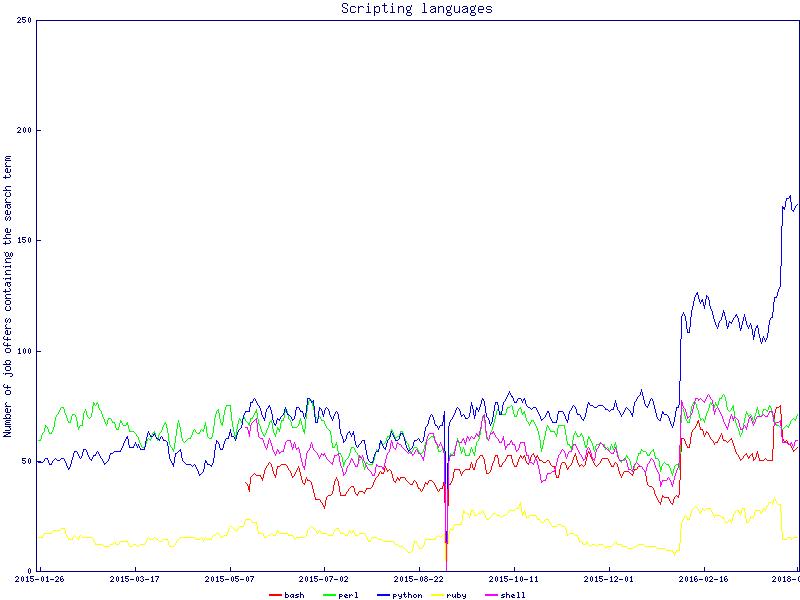 Scripting languages
250
200
150
100
50
0
Number of job offers containing the search term
2015-01-26 2015-03-17 2015-05-07 2015-07-02 2015-08-22 2015-10-11 2015-12-01 2016-02-16 2018-0
bash perl python ruby shell